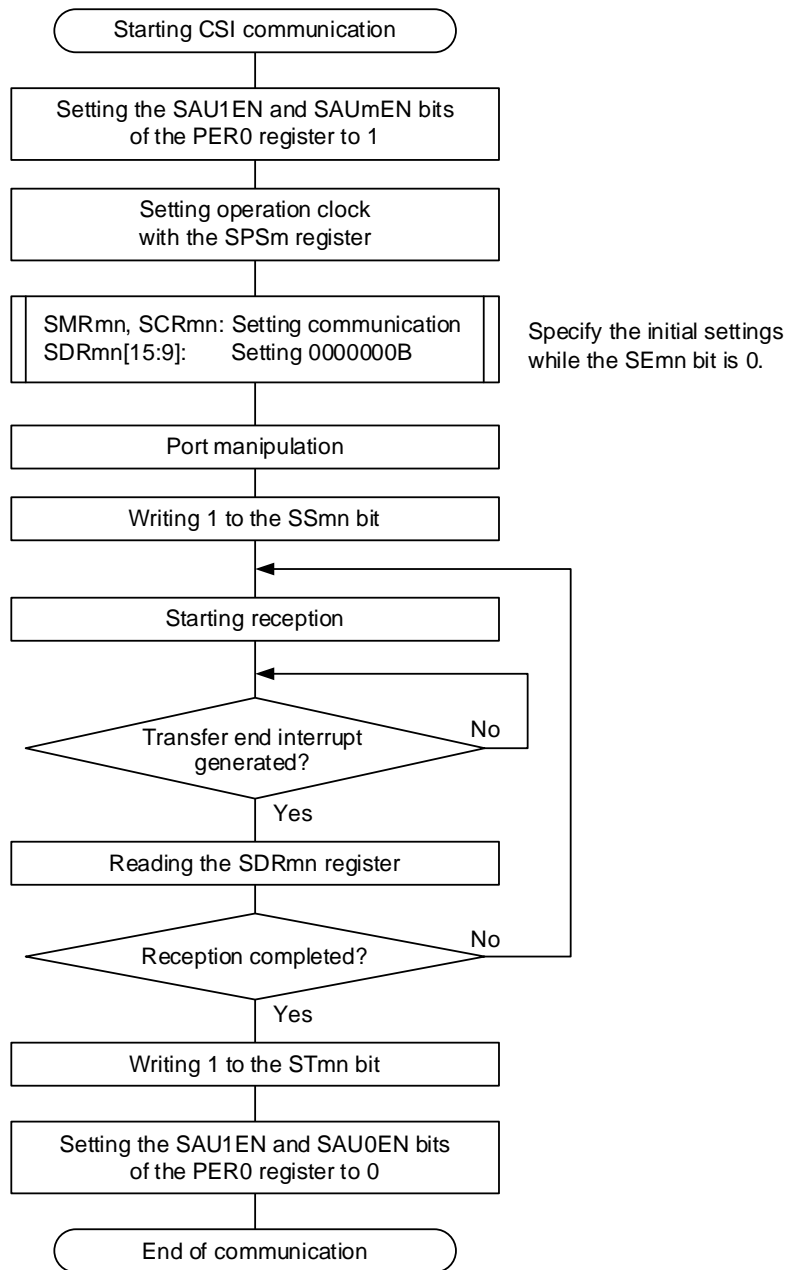 Starting CSI communication
Setting the SAU1EN and SAUmEN bits
of the PER0 register to 1
Setting operation clock
with the SPSm register
SMRmn, SCRmn: Setting communication
SDRmn[15:9]: Setting 0000000B
Specify the initial settings
while the SEmn bit is 0.
Port manipulation
Writing 1 to the SSmn bit
Starting reception
Transfer end interrupt
generated?
No
Yes
Reading the SDRmn register
Reception completed?
No
Yes
Writing 1 to the STmn bit
Setting the SAU1EN and SAU0EN bits
of the PER0 register to 0
End of communication